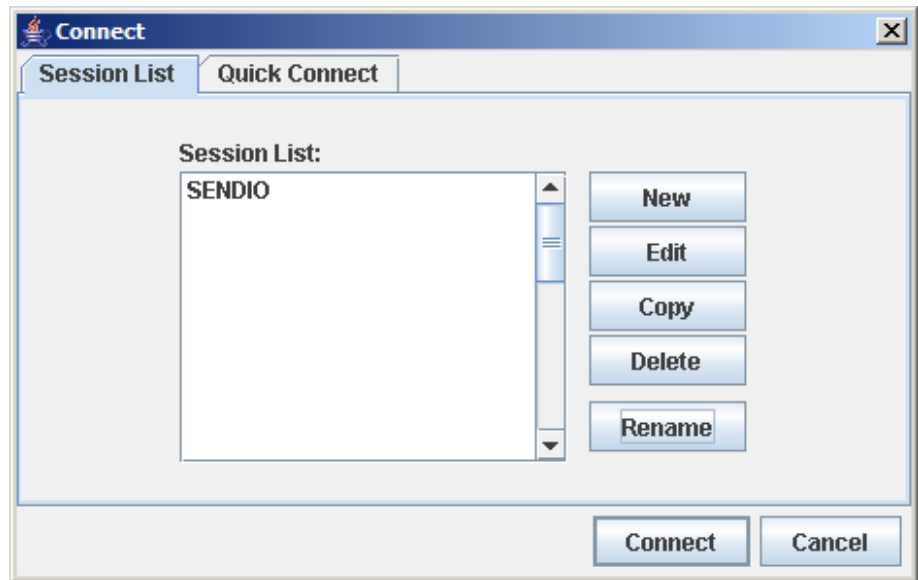 Connect
Session List Quick Connect
Session List:
SENDIO
New
Edit
Copy
Delete
Rename
Connect Cancel